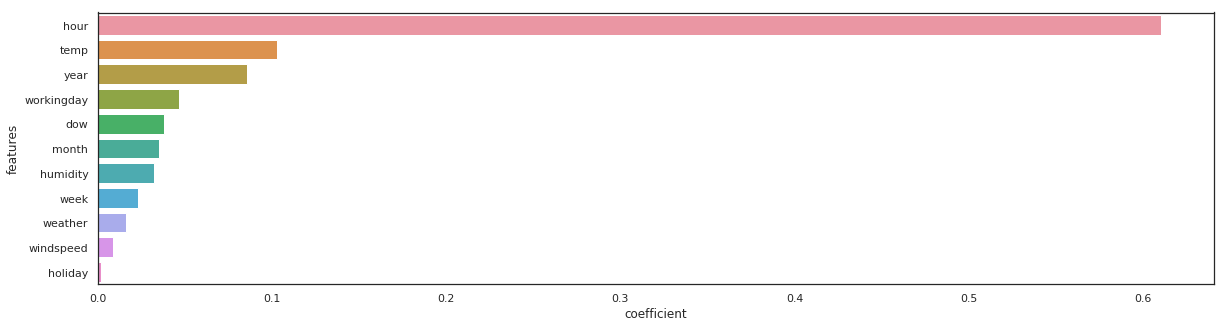 features
hour
temp
year
workingday
dow
month
humidity
week
weather
windspeed
holiday
0.0 0.1 0.2 0.3 0.4 0.5 0.6
coefficient